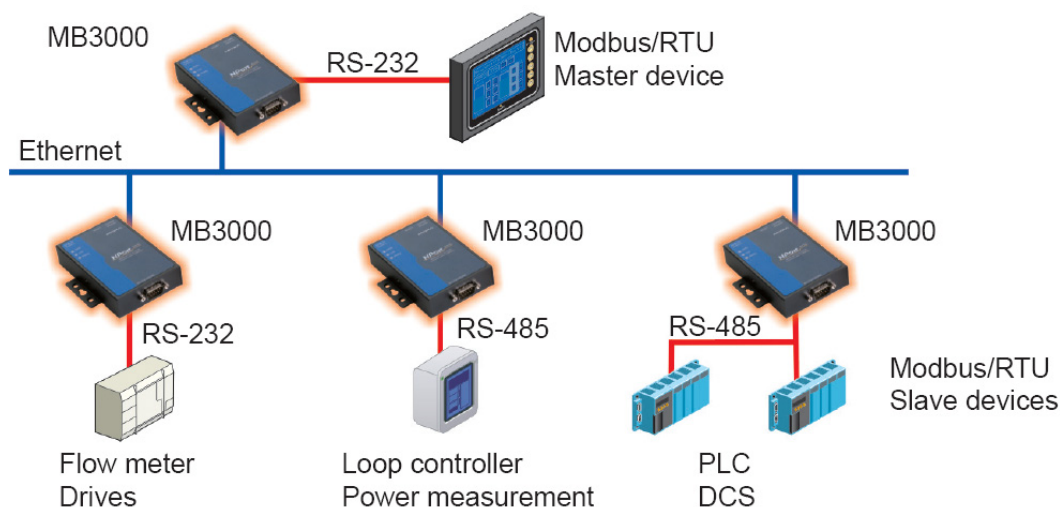 MB3000
RS-232
Modbus/RTU
Master device
Ethernet
MB3000
MB3000
MB3000
RS-232
RS-485
RS-485
Modbus/RTU
Slave devices
Flow meter
Drives
Loop controller
Power measurement
PLC
DCS